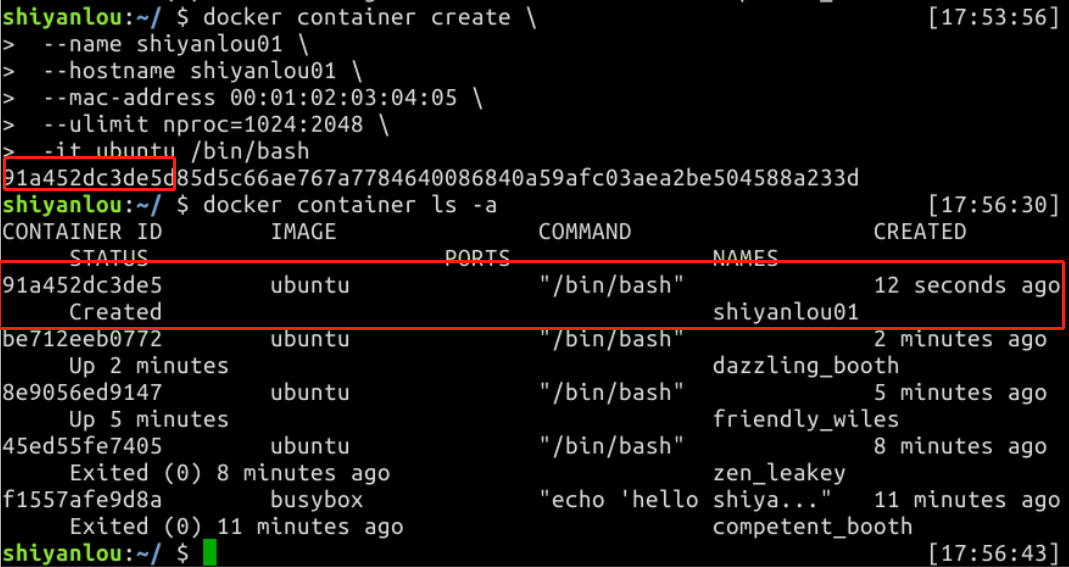 shiyanlou:~/ $ docker container create \ [17:53:56]
> --name shiyanlou01 \
> --hostname shiyanlou01 \
> --mac-address 00:01:02:03:04:05 \
> --ulimit nproc=1024:2048 \
> -it ubuntu /bin/bash
91a452dc3de5d85d5c66ae767a7784640086840a59afc03aea2be504588a233d
shiyanlou:~/ $ docker container ls -a [17:56:30]
CONTAINER ID IMAGE COMMAND CREATED
STATUS PORTS NAMES
91a452dc3de5 ubuntu "/bin/bash" 12 seconds ago
Created shiyanlou01
be712eeb0772 ubuntu "/bin/bash" 2 minutes ago
Up 2 minutes dazzling_booth
8e9056ed9147 ubuntu "/bin/bash" 5 minutes ago
Up 5 minutes friendly_wiles
45ed55fe7405 ubuntu "/bin/bash" 8 minutes ago
Exited (0) 8 minutes ago zen_leakey
f1557afe9d8a busybox "echo 'hello shiya..." 11 minutes ago
Exited (0) 11 minutes ago competent_booth
shiyanlou:~/ $ [17:56:43]